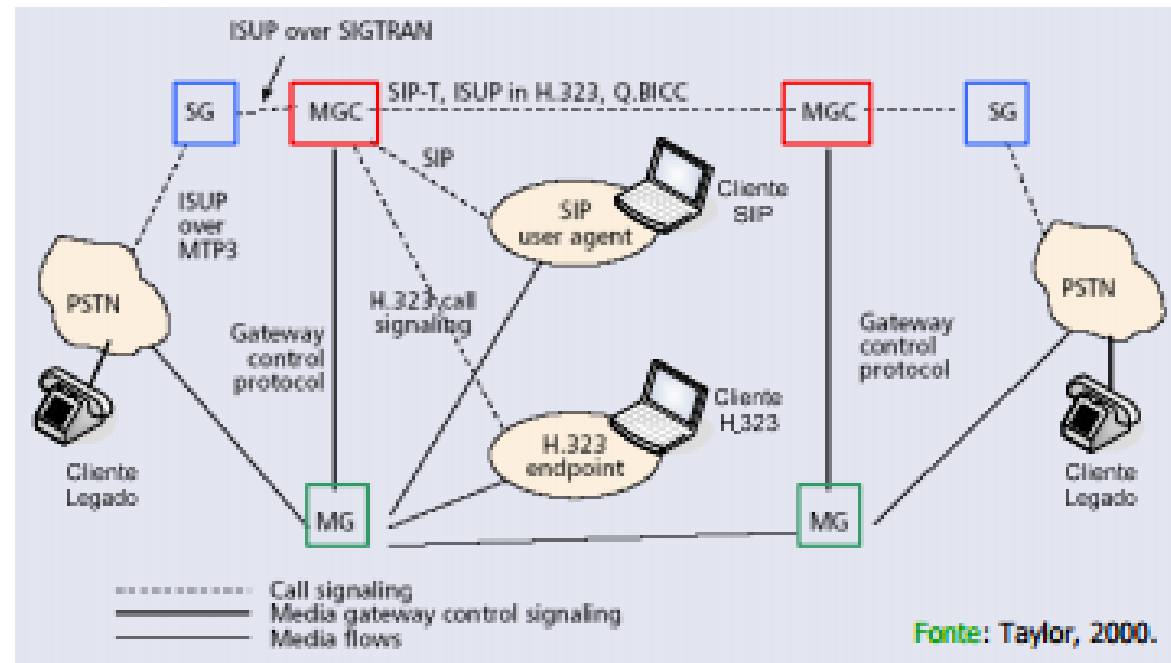 ISUP over SIGTRAN
SG
MGC
SIP-T, ISUP in H.323, Q.BICC
MGC
SG
SIP
Cliente
SIP
SIP
user agent
ISUP
over
MTP3
PSTN
H.323 call
signaling
Gateway
control
protocol
PSTN
Gateway
control
protocol
Cliente
H.323
H.323
endpoint
Cliente
Legado
Cliente
Legado
MG
MG
Call signaling
Media gateway control signaling
Media flows
Fonte: Taylor, 2000.